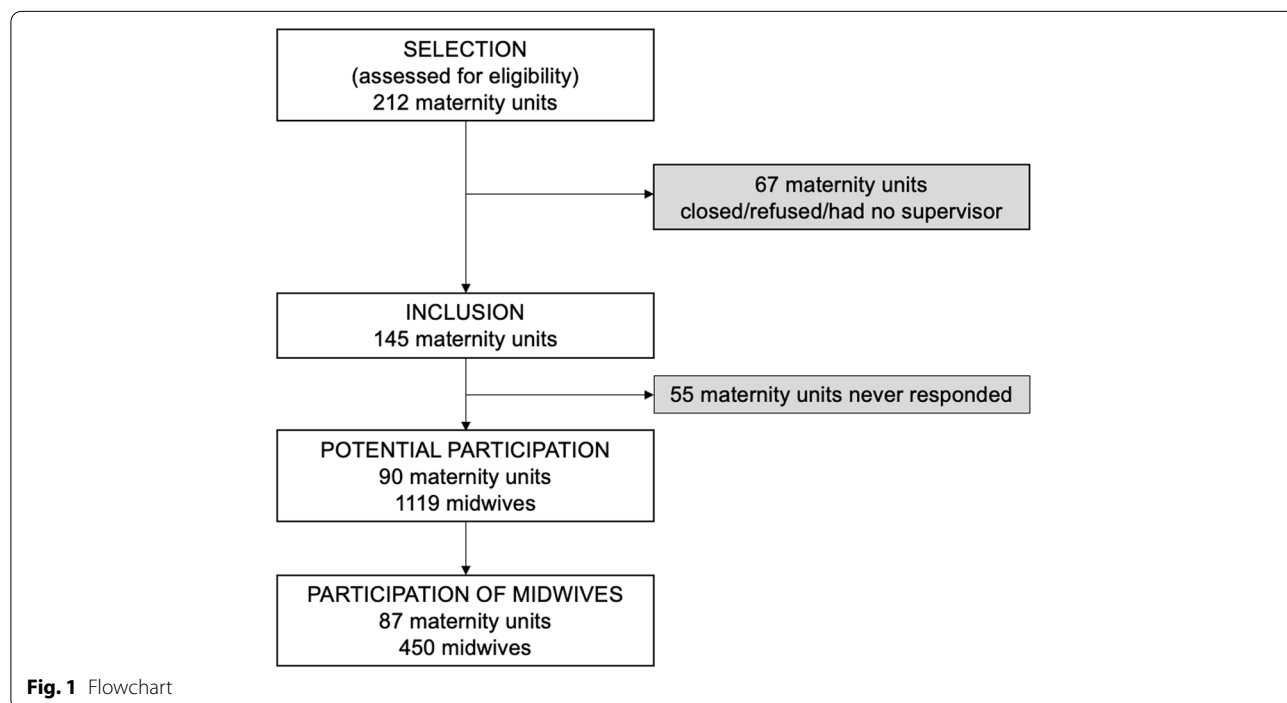 SELECTION
(assessed for eligibility)
212 maternity units
67 maternity units
closed/refused/had no supervisor
INCLUSION
145 maternity units
55 maternity units never responded
POTENTIAL PARTICIPATION
90 maternity units
1119 midwives
PARTICIPATION OF MIDWIVES
87 maternity units
450 midwives
Fig. 1 Flowchart